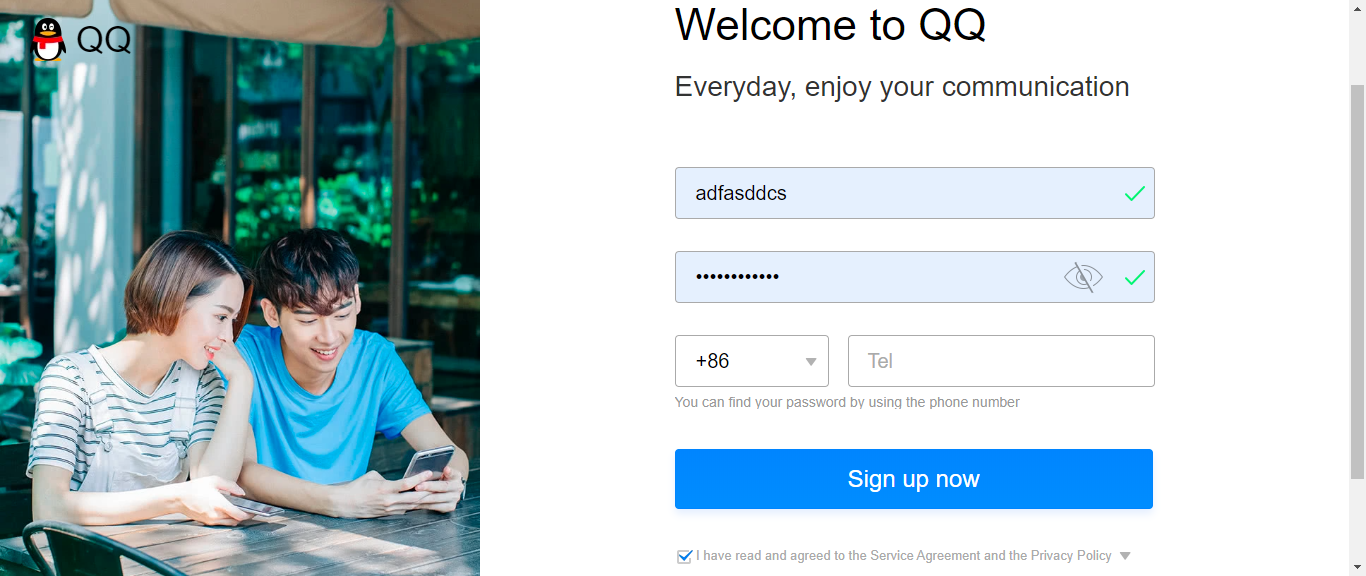 QQ
Welcome to QQ
Everyday, enjoy your communication
adfasddcs
••••••••••••
+86
Tel
You can find your password by using the phone number
Sign up now
I have read and agreed to the Service Agreement and the Privacy Policy